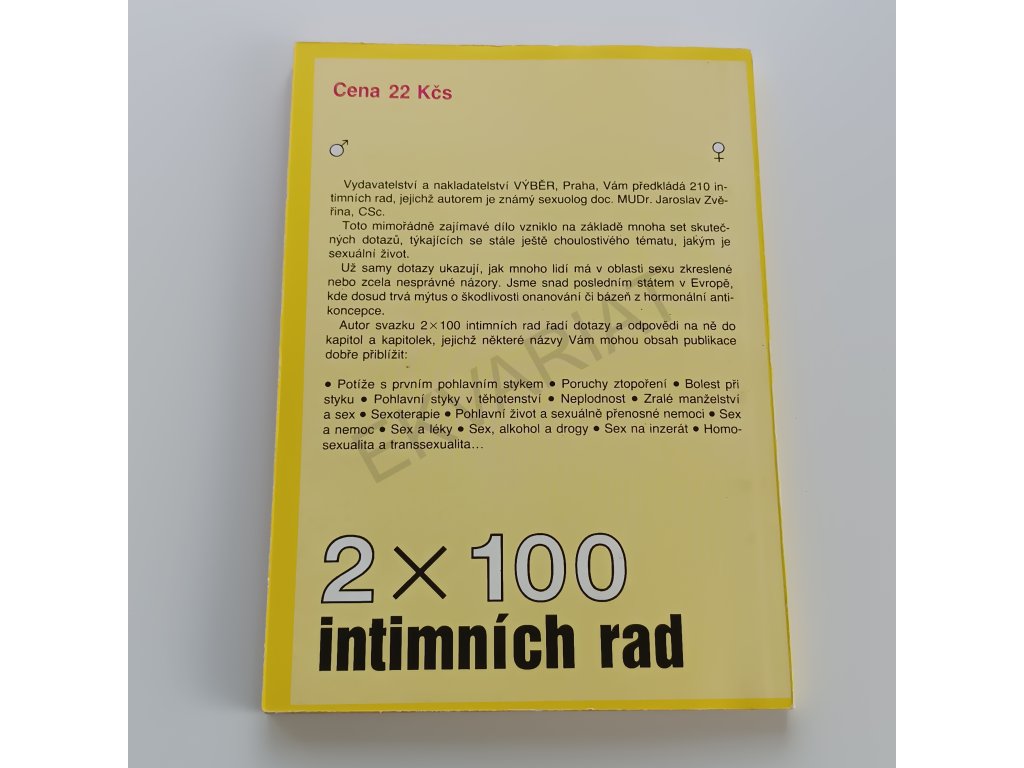 Cena 22 Kčs
♂ ♀
Vydavatelství a nakladatelství VÝBĚR, Praha, Vám předkládá 210 in-
timních rad, jejichž autorem je známý sexuolog doc. MUDr. Jaroslav Zvě-
řina, CSc.
Toto mimořádně zajímavé dílo vzniklo na základě mnoha set skuteč-
ných dotazů, týkajících se stále ještě choulostivého tématu, jakým je
sexuální život.
Už samy dotazy ukazují, jak mnoho lidí má v oblasti sexu zkreslené
nebo zcela nesprávné názory. Jsme snad posledním státem v Evropě,
kde dosud trvá mýtus o škodlivosti onanování či bázeň z hormonální anti-
koncepce.
Autor svazku 2×100 intimních rad řadí dotazy a odpovědi na ně do
kapitol a kapitolek, jejichž některé názvy Vám mohou obsah publikace
dobře přiblížit:
● Potíže s prvním pohlavním stykem ● Poruchy ztopoření ● Bolest při
styku ● Pohlavní styky v těhotenství ● Neplodnost ● Zralé manželství
a sex ● Sexoterapie ● Pohlavní život a sexuálně přenosné nemoci ● Sex
a nemoc ● Sex a léky ● Sex, alkohol a drogy ● Sex na inzerát ● Homo-
sexualita a transsexualita...
EKVARIAT
2×100
intimních rad